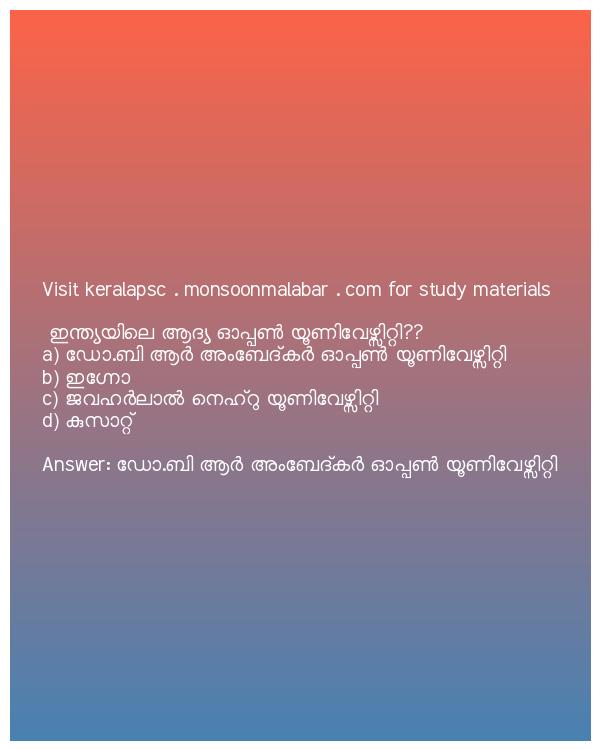 Visit keralapsc . monsoonmalabar . com for study materials
ഇന്ത്യയിലെ ആദ്യ ഓപ്പൺ യൂണിവേഴ്സിറ്റി??
a) ഡോ.ബി ആർ അംബേദ്കർ ഓപ്പൺ യൂണിവേഴ്സിറ്റി
b) ഇഗ്നോ
c) ജവഹർലാൽ നെഹ്റു യൂണിവേഴ്സിറ്റി
d) കുസാറ്റ്
Answer: ഡോ.ബി ആർ അംബേദ്കർ ഓപ്പൺ യൂണിവേഴ്സിറ്റി